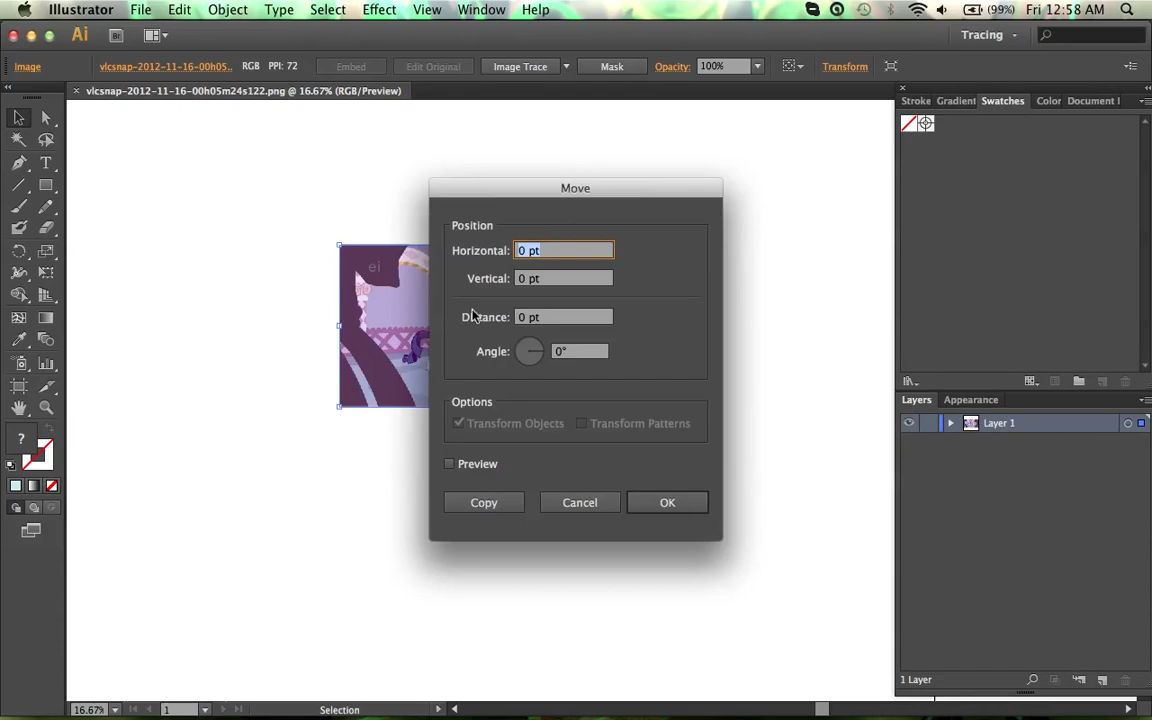 Illustrator File Edit Object Type Select Effect View Window Help (99%) Fri 12:58 AM
Ai Br Tracing
Image vlcsnap-2012-11-16-00h05.. RGB PPI: 72 Embed Edit Original Image Trace Mask Opacity: 100% Transform
vlcsnap-2012-11-16-00h05m24s122.png @ 16.67% (RGB/Preview)
Stroke Gradient Swatches Color Document I
Move
Position
Horizontal: 0 pt
Vertical: 0 pt
Distance: 0 pt
Angle: 0°
Options
Transform Objects Transform Patterns
Preview
Copy Cancel OK
ei
T
?
Layers Appearance
Layer 1
1 Layer
16.67% 1 Selection